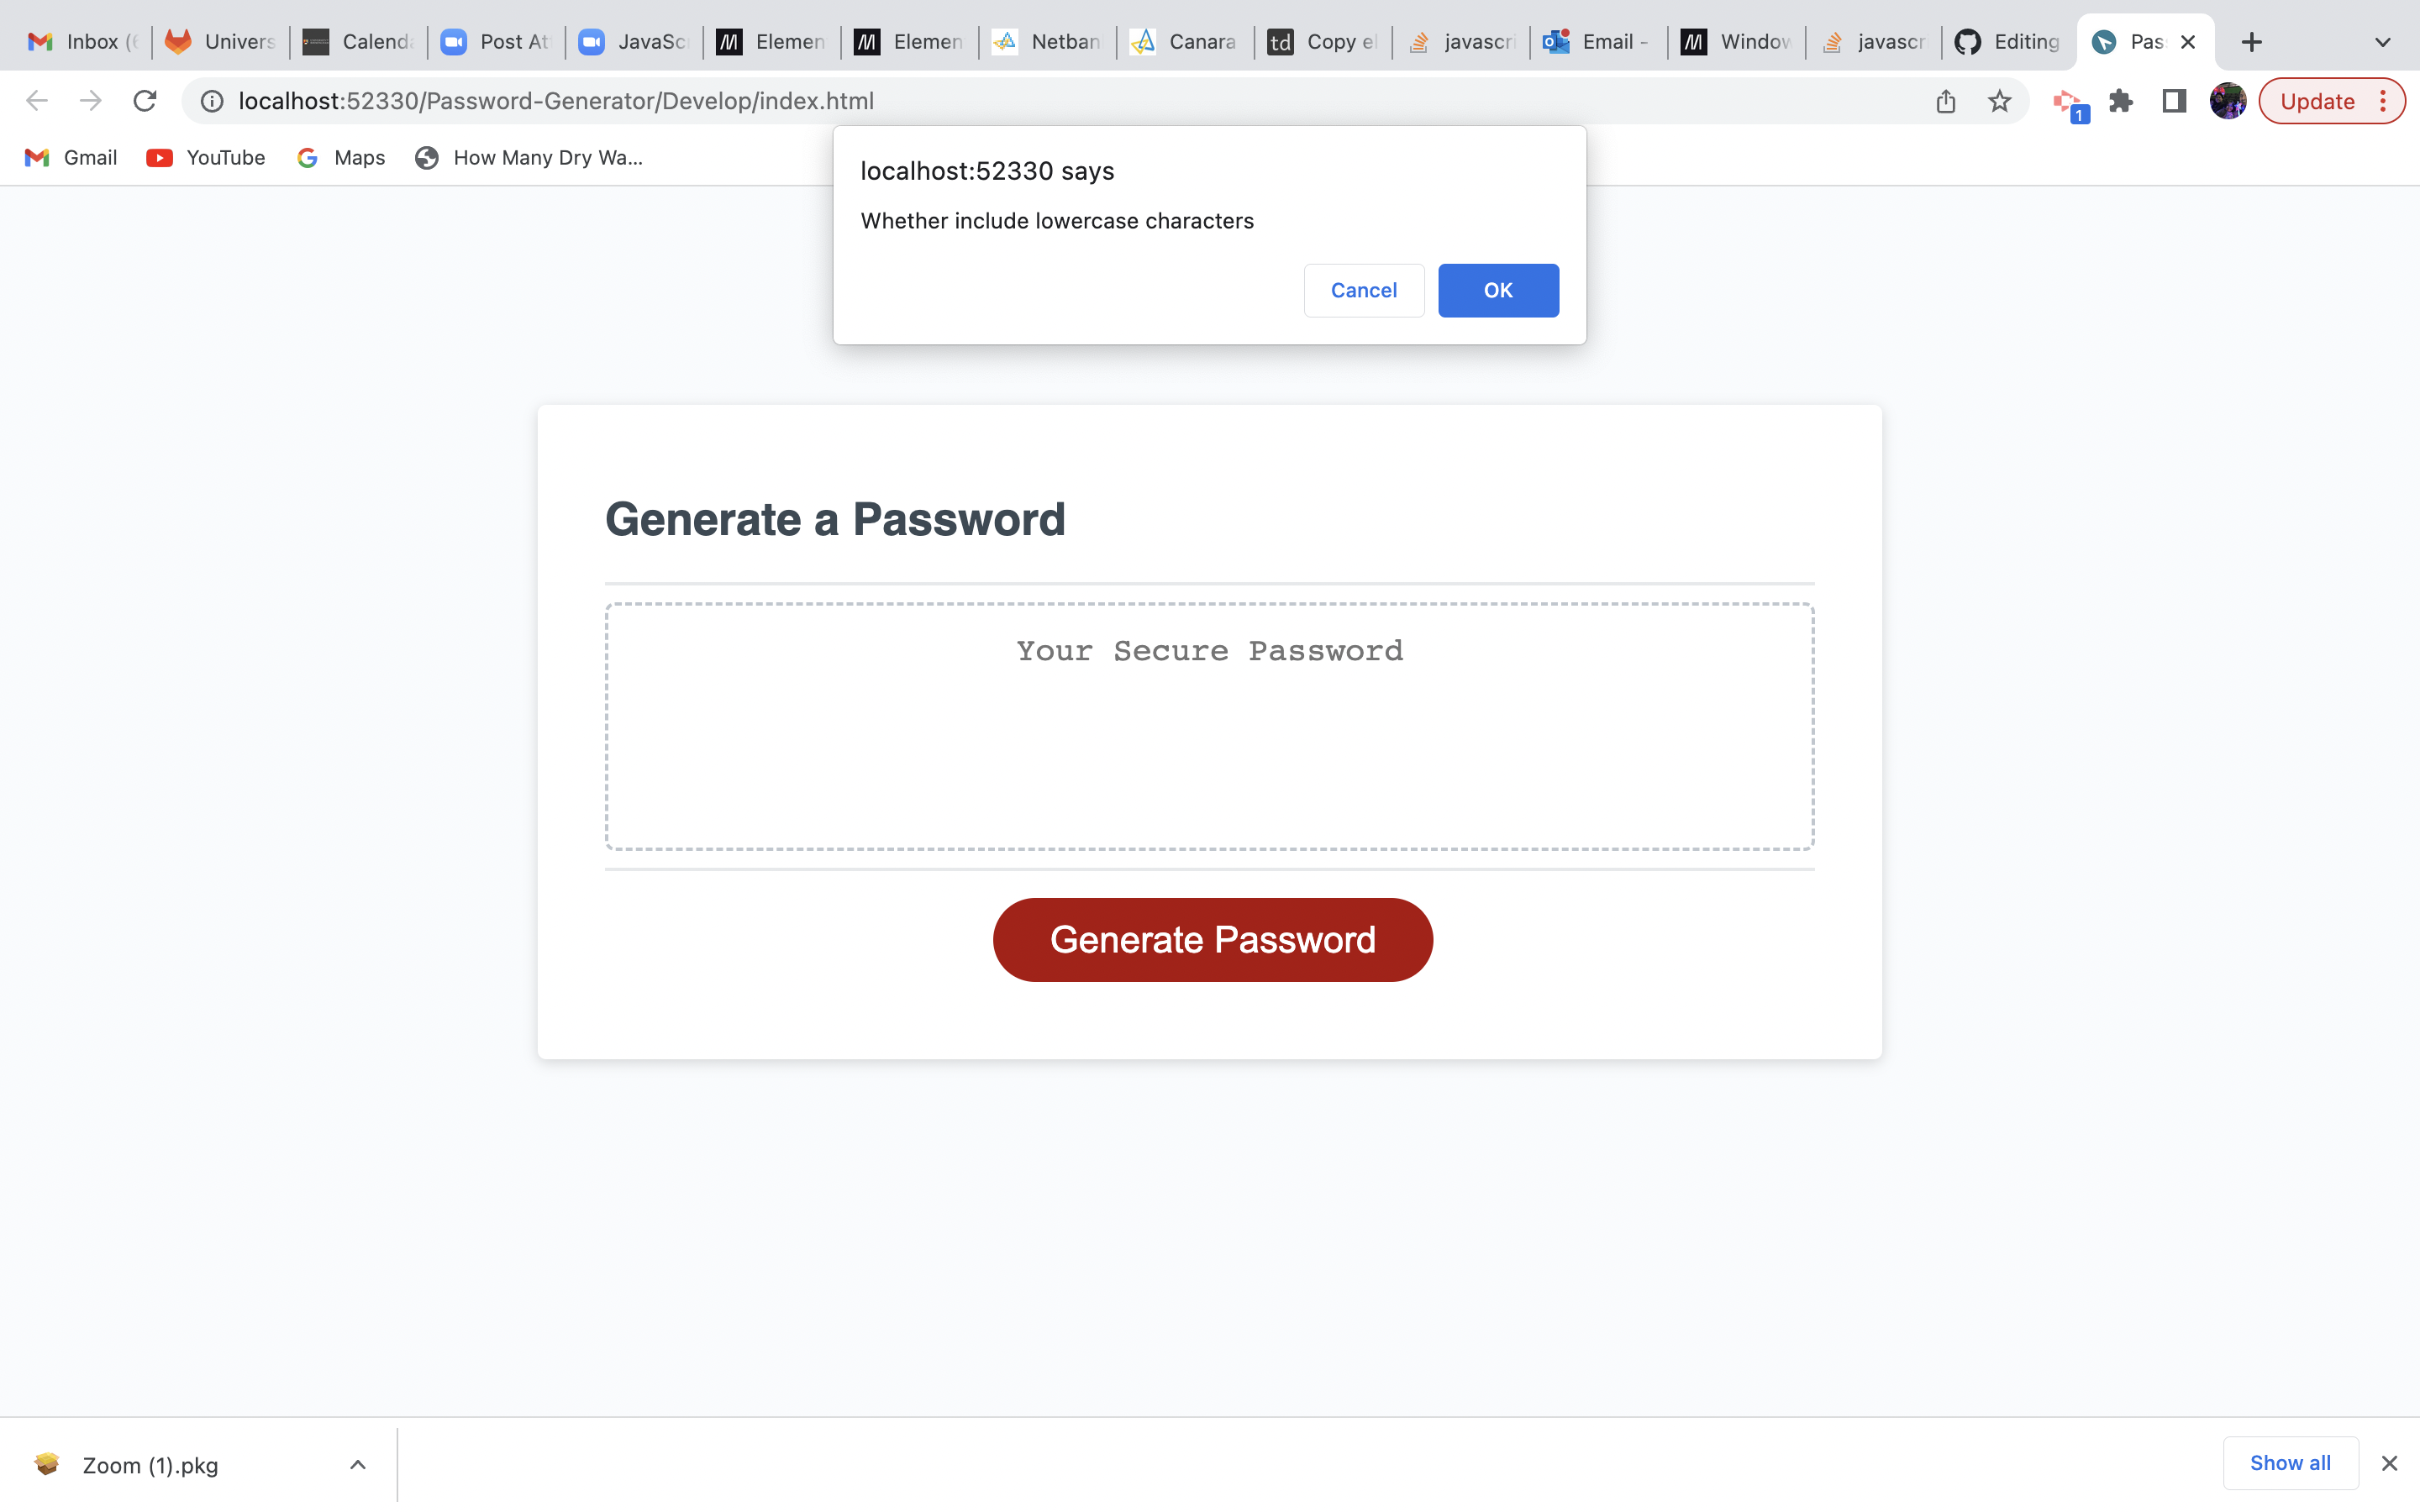 Inbox (6 Univers Calenda Post At JavaSc Elemen Elemen Netban Canara Copy el javascri Email - Window javascr Editing Pas
localhost:52330/Password-Generator/Develop/index.html
1
Update
Gmail YouTube Maps How Many Dry Wa...
localhost:52330 says
Whether include lowercase characters
Cancel OK
Generate a Password
Your Secure Password
Generate Password
Zoom (1).pkg
Show all